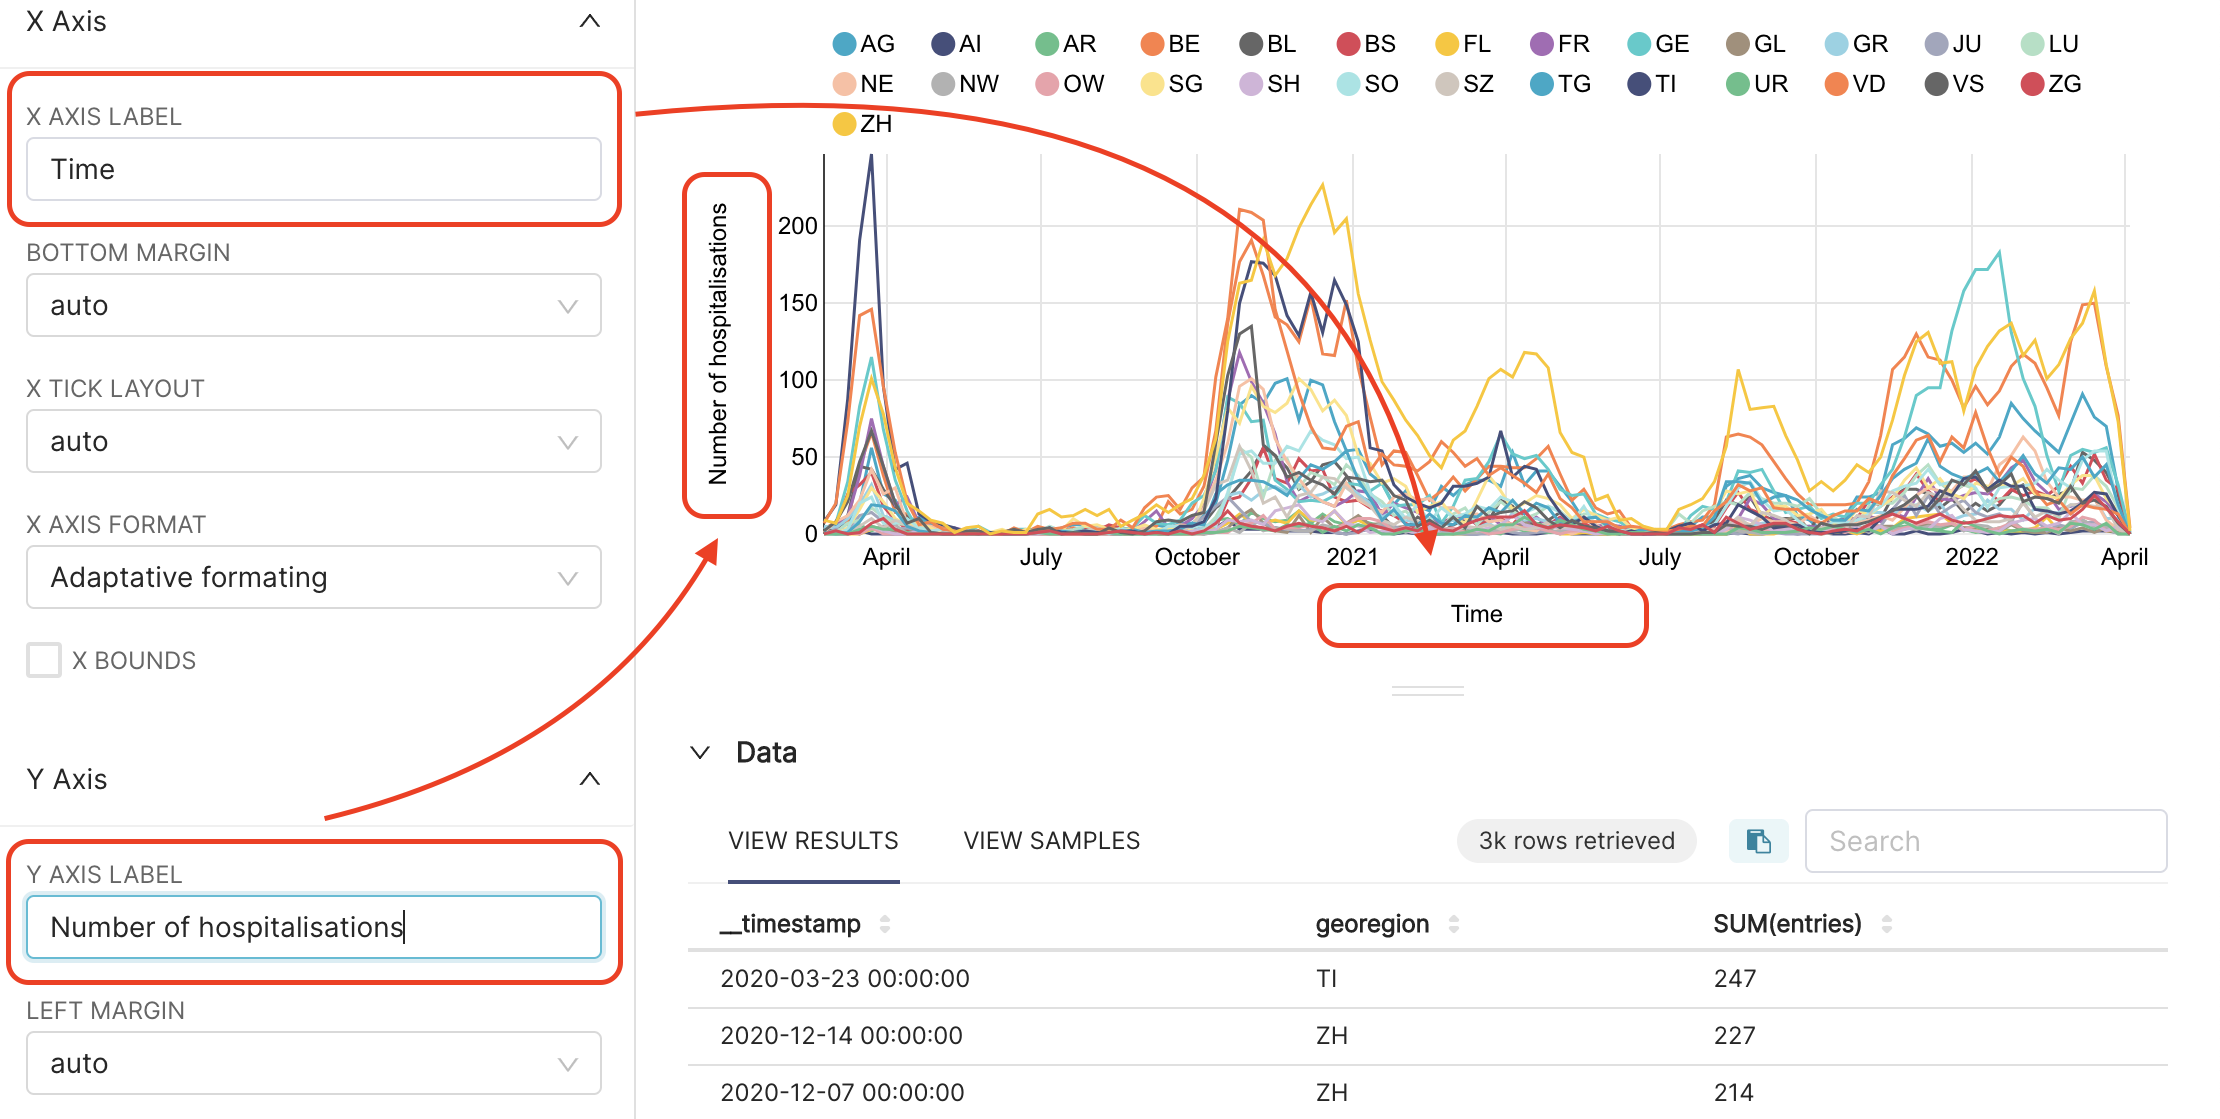 X Axis
X AXIS LABEL
Time
BOTTOM MARGIN
auto
X TICK LAYOUT
auto
X AXIS FORMAT
Adaptative formating
X BOUNDS
Y Axis
Y AXIS LABEL
Number of hospitalisations
LEFT MARGIN
auto
AG AI AR BE BL BS FL FR GE GL GR JU LU
NE NW OW SG SH SO SZ TG TI UR VD VS ZG
ZH
Number of hospitalisations
200
150
100
50
0
April July October 2021 April July October 2022 April
Time
Data
VIEW RESULTS VIEW SAMPLES 3k rows retrieved Search
__timestamp georegion SUM(entries)
2020-03-23 00:00:00 TI 247
2020-12-14 00:00:00 ZH 227
2020-12-07 00:00:00 ZH 214